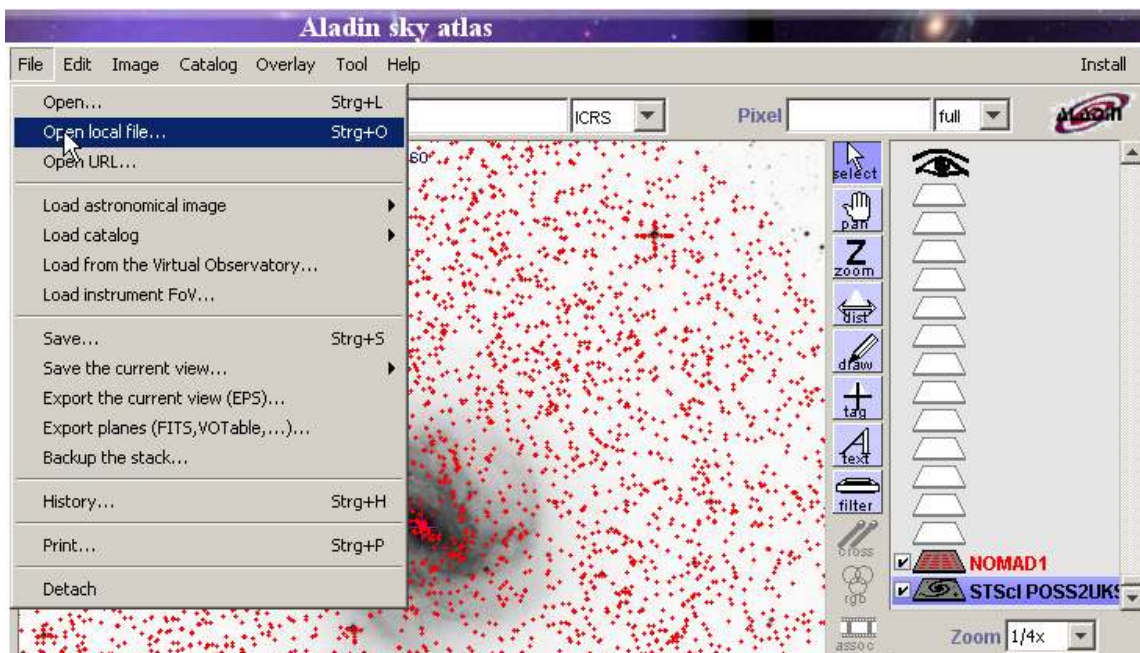 Aladin sky atlas
File Edit Image Catalog Overlay Tool Help Install
Open... Strg+L
ICRS Pixel full Aladin
Open local file... Strg+O
Open URL...
60'
select
Load astronomical image
pan
Load catalog
Load from the Virtual Observatory...
zoom
Load instrument FoV...
dist
Save... Strg+S
Save the current view...
draw
Export the current view (EPS)...
tag
Export planes (FITS,VOTable,...)...
Backup the stack...
text
History... Strg+H
filter
Print... Strg+P
cross
NOMAD1
Detach
rgb
STScI POSS2UKS
assoc
Zoom 1/4x